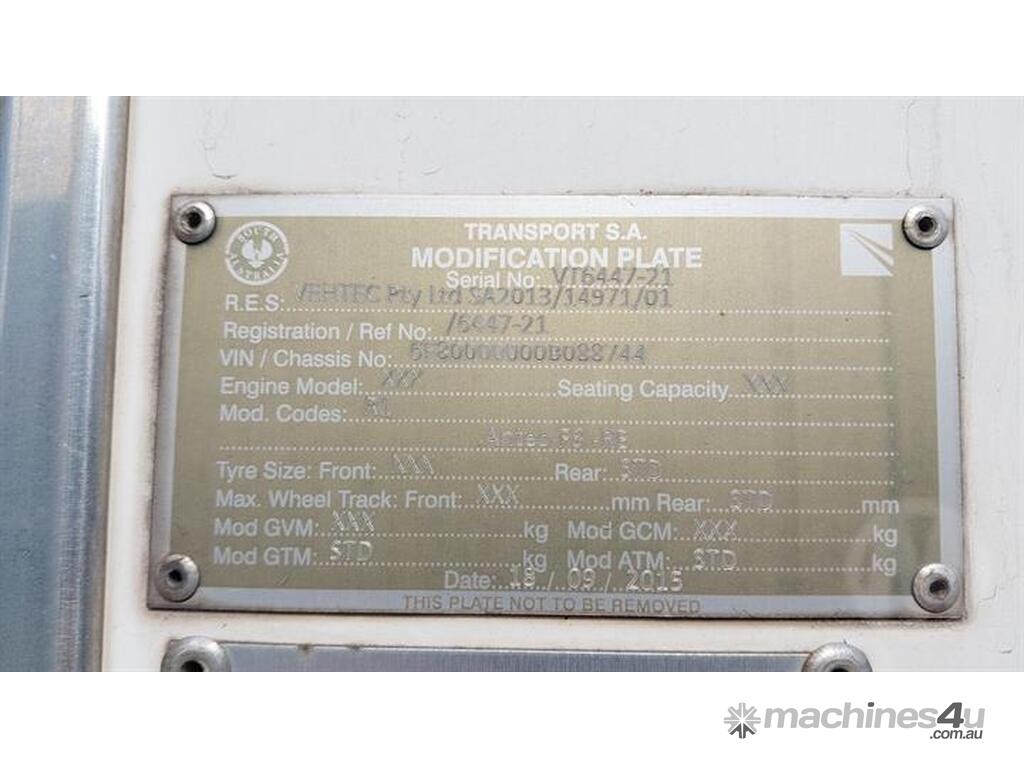 SOUTH AUSTRALIA
TRANSPORT S.A.
MODIFICATION PLATE
Serial No: VT6447-21
R.E.S: VEHTEC Pty Ltd SA2013/14971/01
Registration / Ref No: /6447-21
VIN / Chassis No:
Engine Model: XXX Seating Capacity XXX
Mod. Codes:
Tyre Size: Front: XXX Rear: STD
Max. Wheel Track: Front: XXX mm Rear: STD mm
Mod GVM: XXX kg Mod GCM: XXX kg
Mod GTM: STD kg Mod ATM: STD kg
Date: 18 / 09 / 2015
THIS PLATE NOT TO BE REMOVED
machines4u
.com.au